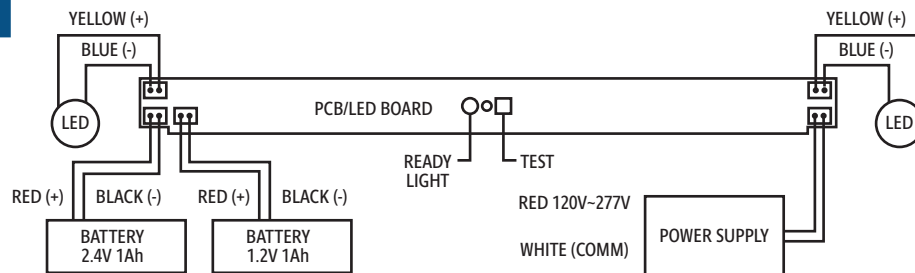 YELLOW (+)
BLUE (-)
YELLOW (+)
BLUE (-)
LED
PCB/LED BOARD
LED
READY
LIGHT
TEST
RED (+)
BLACK (-)
RED (+)
BLACK (-)
RED 120V~277V
BATTERY
2.4V 1Ah
BATTERY
1.2V 1Ah
WHITE (COMM)
POWER SUPPLY